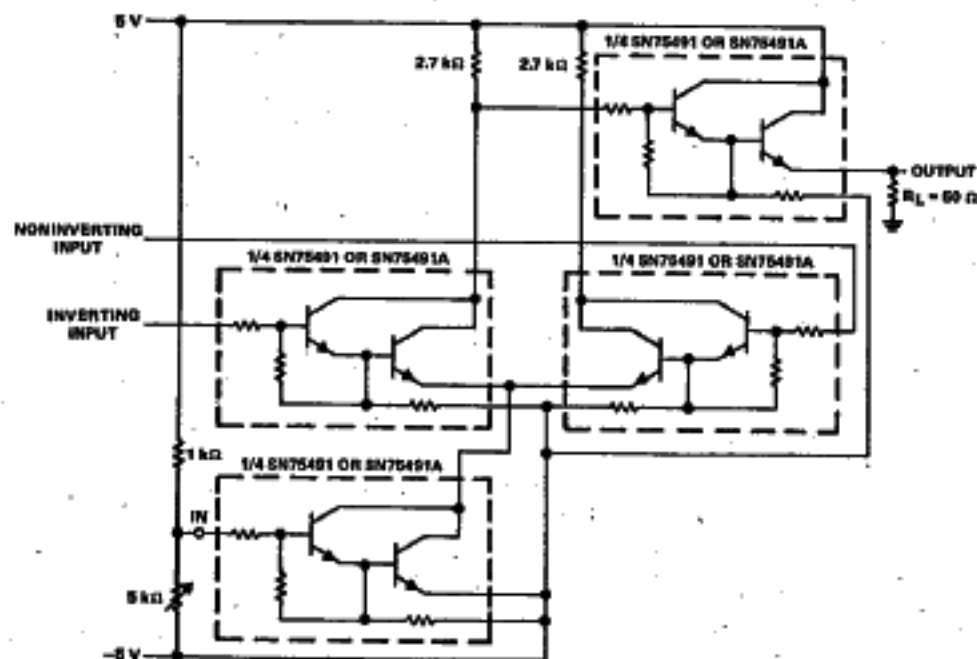 5 V
1/4 SN75491 OR SN75491A
2.7 kΩ
2.7 kΩ
OUTPUT
RL = 50 Ω
NONINVERTING
INPUT
1/4 SN75491 OR SN75491A
1/4 SN75491 OR SN75491A
INVERTING
INPUT
1 kΩ
1/4 SN75491 OR SN75491A
IN
5 kΩ
–5 V